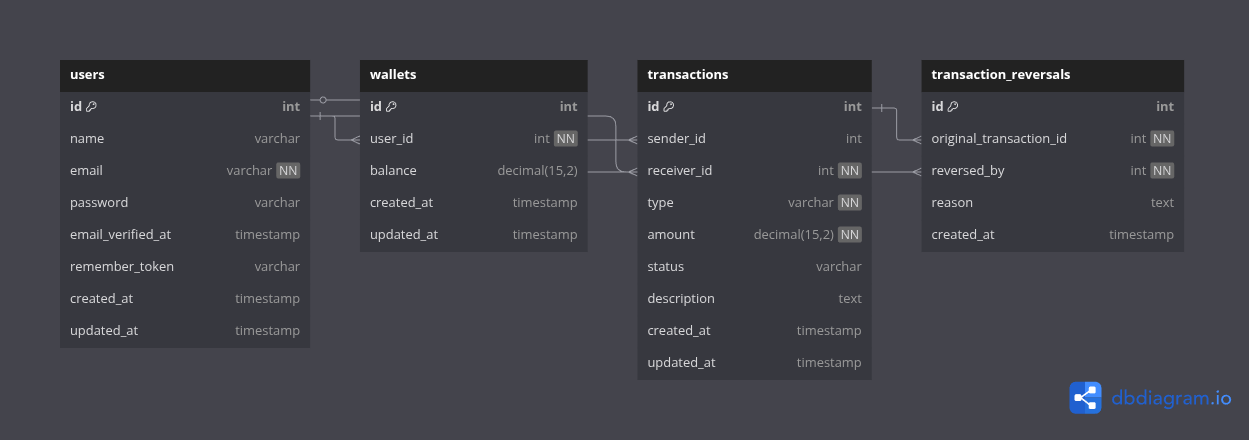 users
id int
name varchar
email varchar NN
password varchar
email_verified_at timestamp
remember_token varchar
created_at timestamp
updated_at timestamp
wallets
id int
user_id int NN
balance decimal(15,2)
created_at timestamp
updated_at timestamp
transactions
id int
sender_id int
receiver_id int NN
type varchar NN
amount decimal(15,2) NN
status varchar
description text
created_at timestamp
updated_at timestamp
transaction_reversals
id int
original_transaction_id int NN
reversed_by int NN
reason text
created_at timestamp
dbdiagram.io